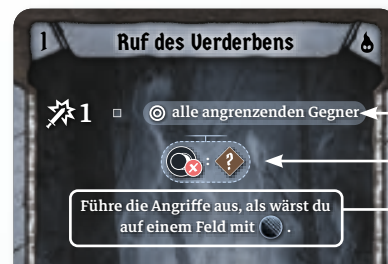 1 Ruf des Verderbens
1 alle angrenzenden Gegner
: ?
Führe die Angriffe aus, als wärst du
auf einem Feld mit .